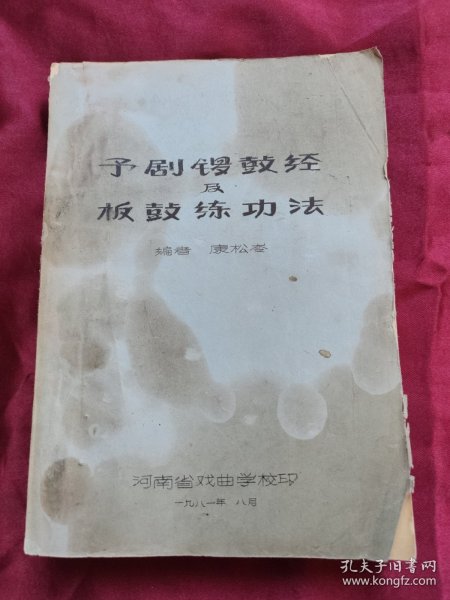 予剧锣鼓经
及
板鼓练功法
编者 康松岺
河南省戏曲学校印
一九八一年 八月
孔夫子旧书网
www.kongfz.com